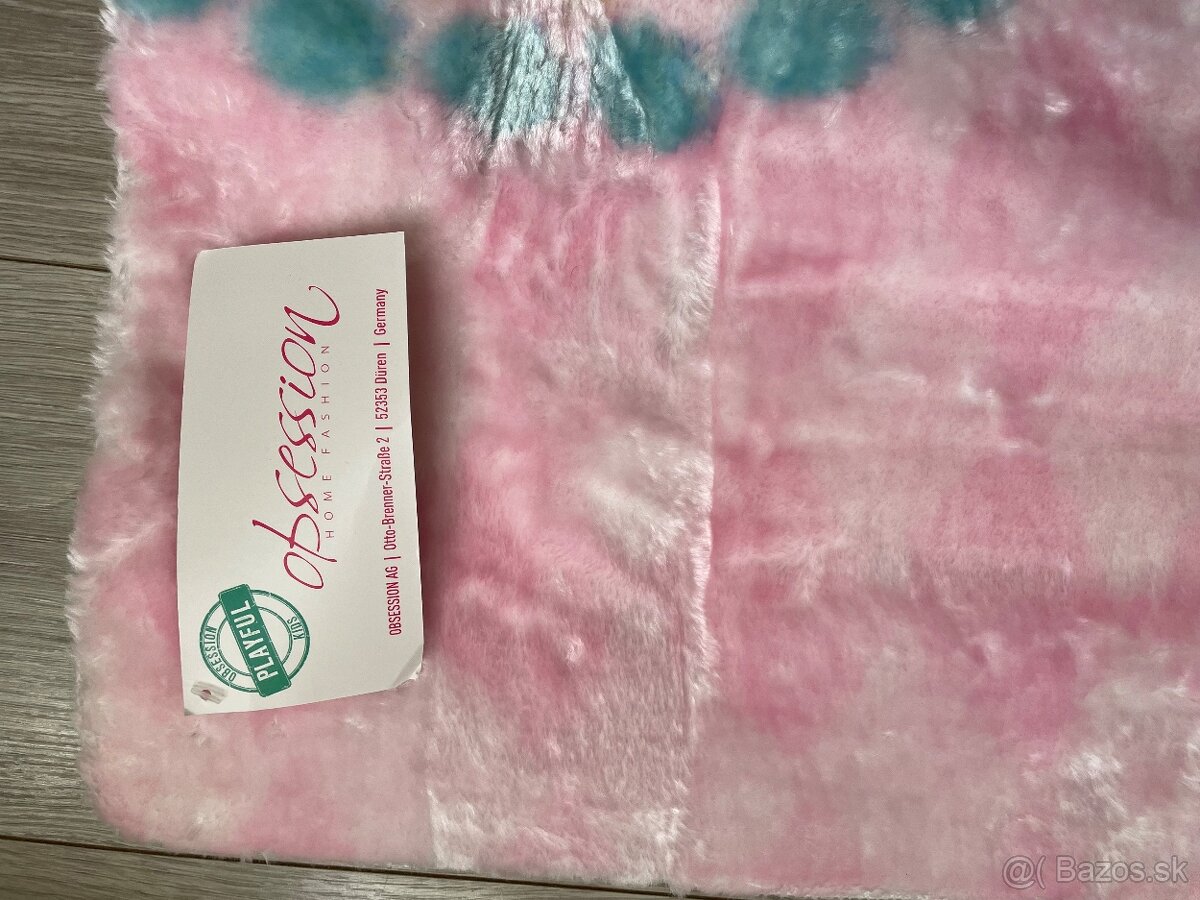 obsession
HOME FASHION
OBSESSION AG | Otto-Brenner-Straße 2 | 52353 Düren | Germany
OBSESSION
PLAYFUL
KIDS
@( Bazos.sk